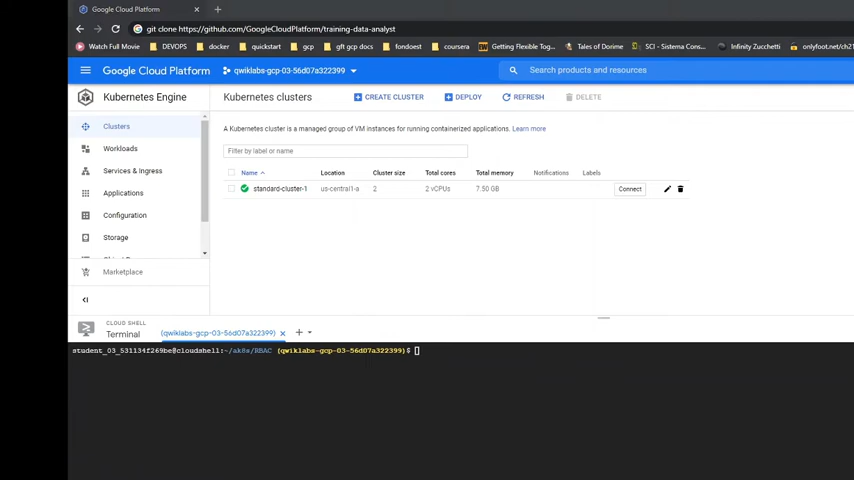 Google Cloud Platform
git clone https://github.com/GoogleCloudPlatform/training-data-analyst
Watch Full Movie DEVOPS docker quickstart gcp gft gcp docs fondoest coursera Getting Flexible Tog... Tales of Dorime SCI - Sistema Cons... Infinity Zucchetti onlyfoot.net/ch21
Google Cloud Platform qwiklabs-gcp-03-56d07a322399 Search products and resources
Kubernetes Engine Kubernetes clusters CREATE CLUSTER DEPLOY REFRESH DELETE
Clusters
A Kubernetes cluster is a managed group of VM instances for running containerized applications. Learn more
Workloads
Filter by label or name
Services & Ingress
Name Location Cluster size Total cores Total memory Notifications Labels
standard-cluster-1 us-central1-a 2 2 vCPUs 7.50 GB Connect
Applications
Configuration
Storage
Marketplace
CLOUD SHELL
Terminal (qwiklabs-gcp-03-56d07a322399)
student_03_531134f269be@cloudshell:~/ak8s/RBAC (qwiklabs-gcp-03-56d07a322399)$